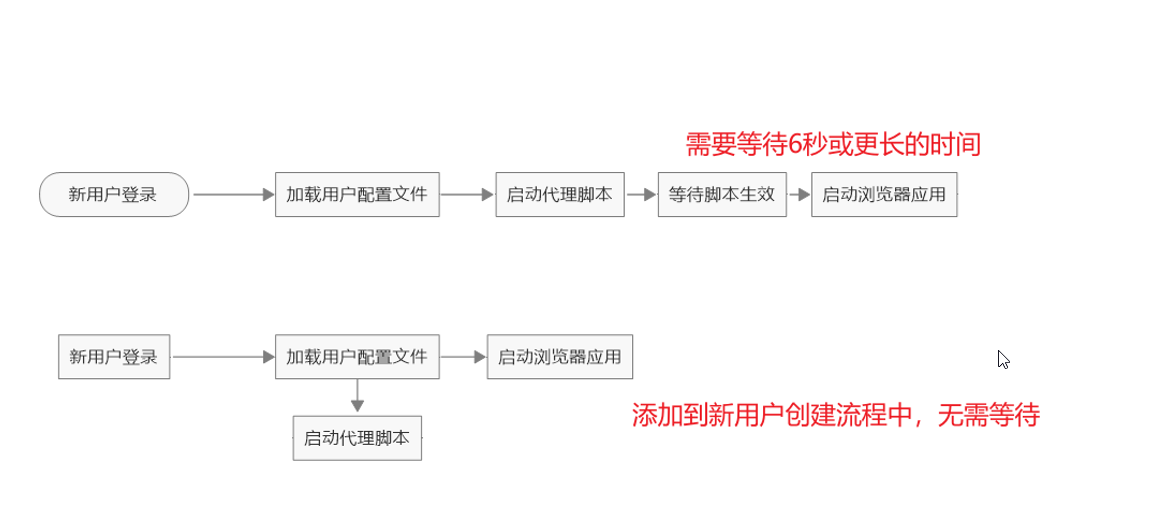 需要等待6秒或更长的时间
新用户登录
加载用户配置文件
启动代理脚本
等待脚本生效
启动浏览器应用
新用户登录
加载用户配置文件
启动浏览器应用
添加到新用户创建流程中，无需等待
启动代理脚本